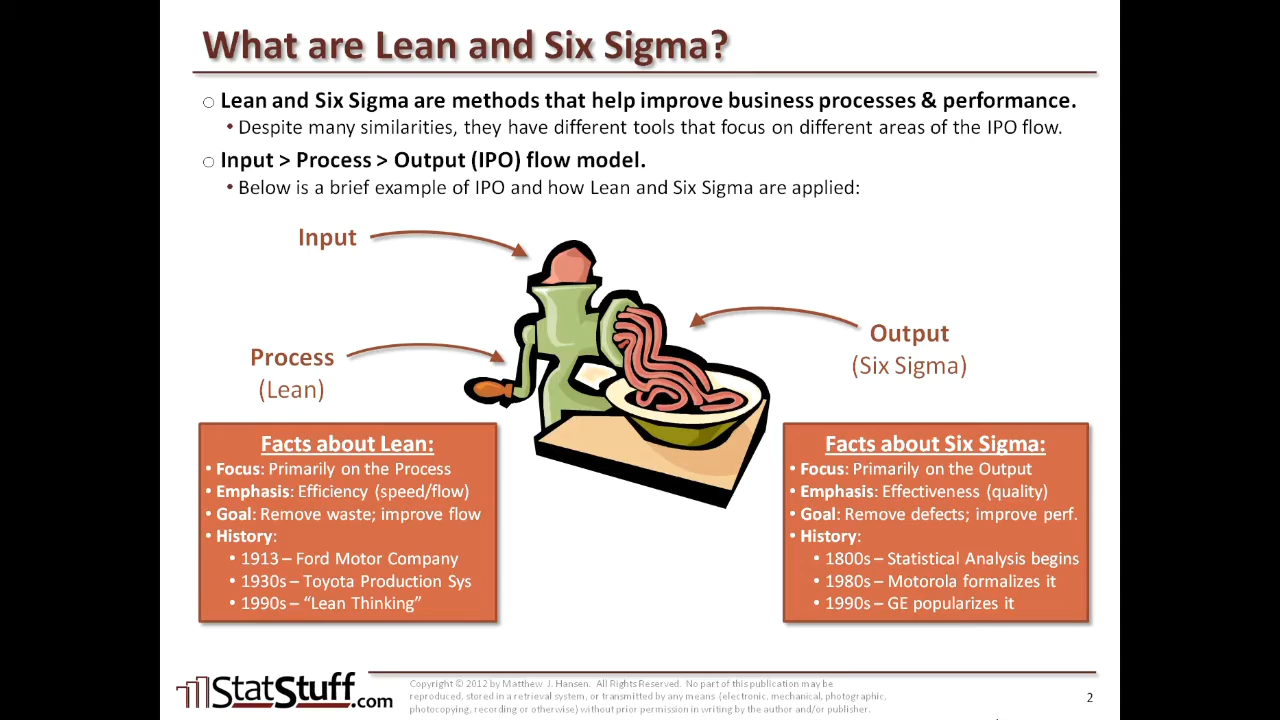 What are Lean and Six Sigma?
○ Lean and Six Sigma are methods that help improve business processes & performance.
• Despite many similarities, they have different tools that focus on different areas of the IPO flow.
○ Input > Process > Output (IPO) flow model.
• Below is a brief example of IPO and how Lean and Six Sigma are applied:
Input
Process
(Lean)
Output
(Six Sigma)
Facts about Lean:
• Focus: Primarily on the Process
• Emphasis: Efficiency (speed/flow)
• Goal: Remove waste; improve flow
• History:
• 1913 – Ford Motor Company
• 1930s – Toyota Production Sys
• 1990s – “Lean Thinking”
Facts about Six Sigma:
• Focus: Primarily on the Output
• Emphasis: Effectiveness (quality)
• Goal: Remove defects; improve perf.
• History:
• 1800s – Statistical Analysis begins
• 1980s – Motorola formalizes it
• 1990s – GE popularizes it
StatStuff.com
Copyright © 2012 by Matthew J. Hansen. All Rights Reserved. No part of this publication may be
reproduced, stored in a retrieval system, or transmitted by any means (electronic, mechanical, photographic,
photocopying, recording or otherwise) without prior permission in writing by the author and/or publisher.
2